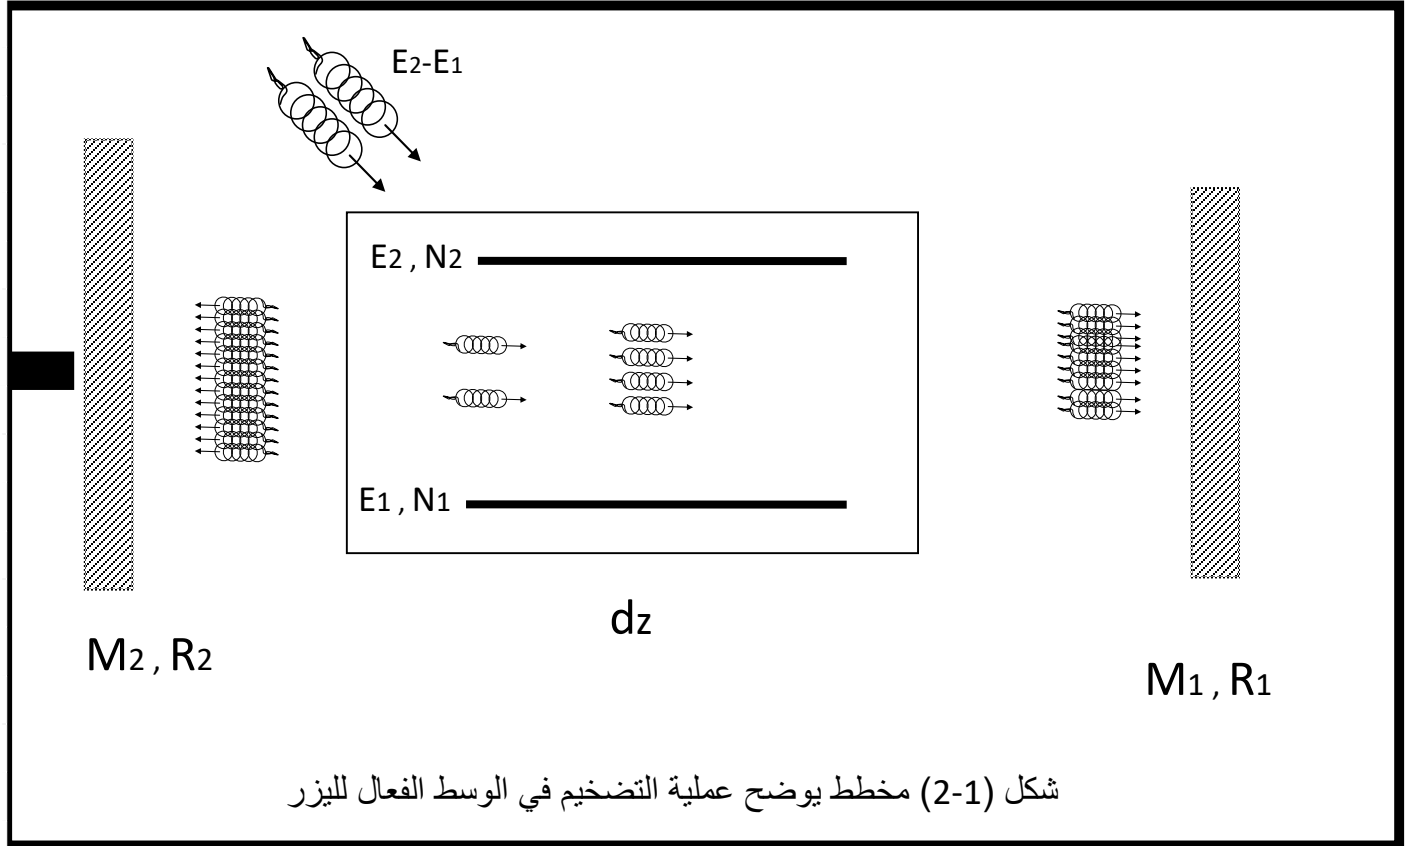 E2-E1
E2 , N2
E1 , N1
dz
M2 , R2
M1 , R1
شكل (1-2) مخطط يوضح عملية التضخيم في الوسط الفعال لليزر